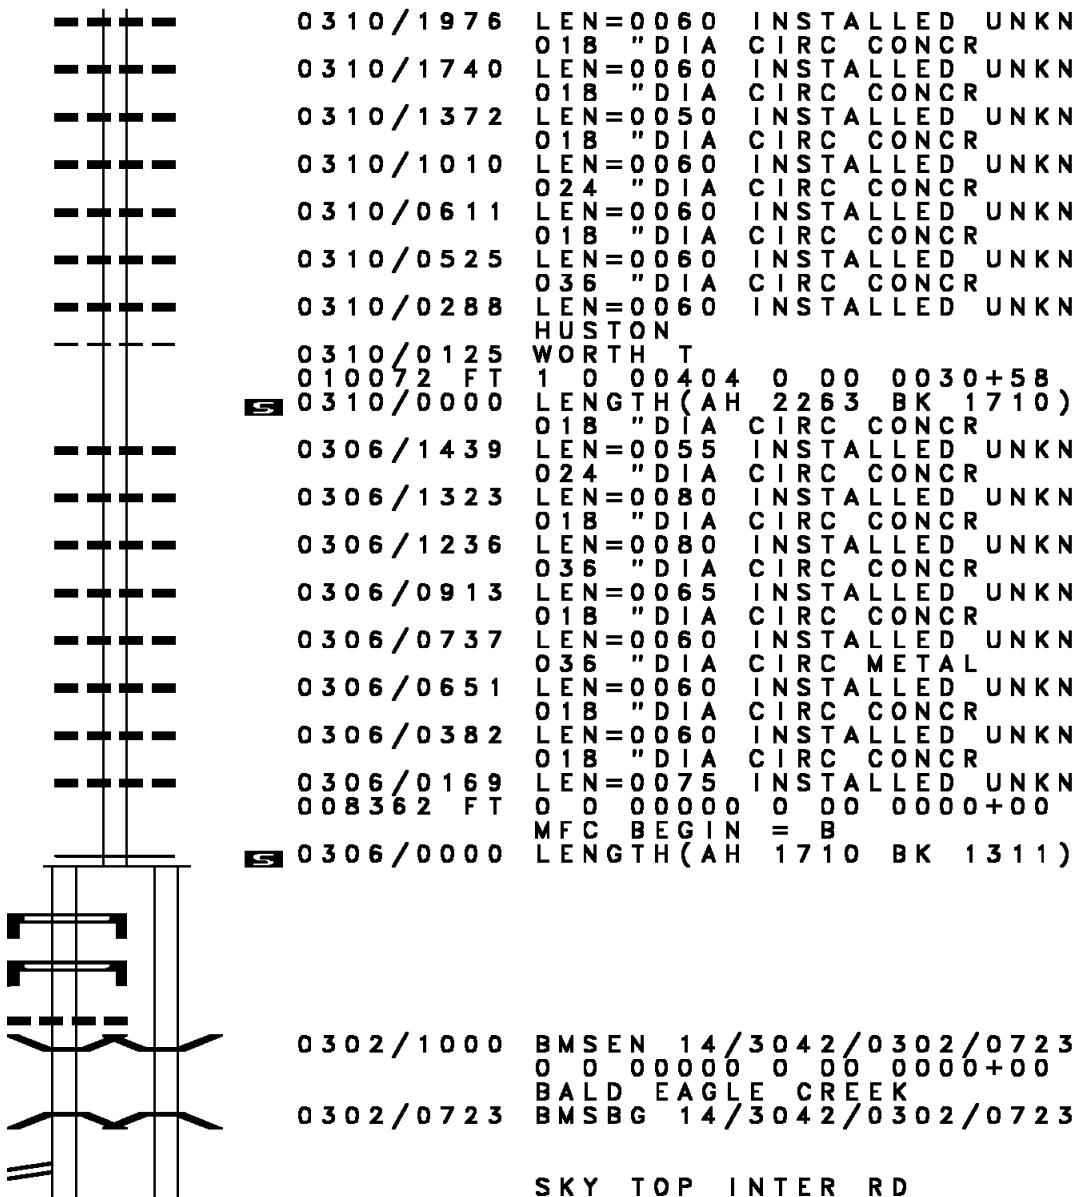 0310/1976 LEN=0060 INSTALLED UNKN
018 "DIA CIRC CONCR
0310/1740 LEN=0060 INSTALLED UNKN
018 "DIA CIRC CONCR
0310/1372 LEN=0050 INSTALLED UNKN
018 "DIA CIRC CONCR
0310/1010 LEN=0060 INSTALLED UNKN
024 "DIA CIRC CONCR
0310/0611 LEN=0060 INSTALLED UNKN
018 "DIA CIRC CONCR
0310/0525 LEN=0060 INSTALLED UNKN
036 "DIA CIRC CONCR
0310/0288 LEN=0060 INSTALLED UNKN
HUSTON
0310/0125 WORTH T
010072 FT 1 0 00404 0 00 0030+58
S 0310/0000 LENGTH(AH 2263 BK 1710)
018 "DIA CIRC CONCR
0306/1439 LEN=0055 INSTALLED UNKN
024 "DIA CIRC CONCR
0306/1323 LEN=0080 INSTALLED UNKN
018 "DIA CIRC CONCR
0306/1236 LEN=0080 INSTALLED UNKN
036 "DIA CIRC CONCR
0306/0913 LEN=0065 INSTALLED UNKN
018 "DIA CIRC CONCR
0306/0737 LEN=0060 INSTALLED UNKN
036 "DIA CIRC METAL
0306/0651 LEN=0060 INSTALLED UNKN
018 "DIA CIRC CONCR
0306/0382 LEN=0060 INSTALLED UNKN
018 "DIA CIRC CONCR
0306/0169 LEN=0075 INSTALLED UNKN
008362 FT 0 0 00000 0 00 0000+00
MFC BEGIN = B
S 0306/0000 LENGTH(AH 1710 BK 1311)
0302/1000 BMSEN 14/3042/0302/0723
0 0 00000 0 00 0000+00
BALD EAGLE CREEK
0302/0723 BMSBG 14/3042/0302/0723
SKY TOP INTER RD